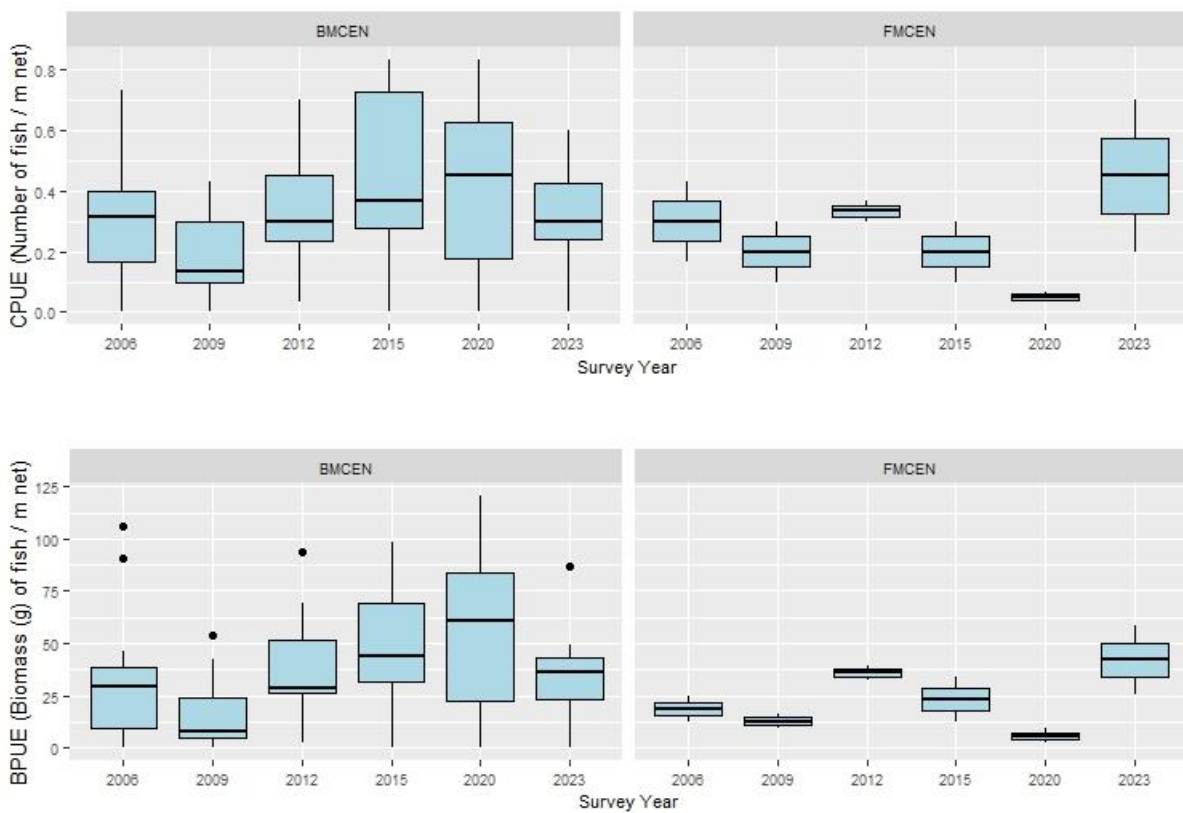 BMCEN
FMCEN
CPUE (Number of fish / m net)
0.8
0.6
0.4
0.2
0.0
2006 2009 2012 2015 2020 2023
2006 2009 2012 2015 2020 2023
Survey Year
BMCEN
FMCEN
BPUE (Biomass (g) of fish / m net)
125
100
75
50
25
0
2006 2009 2012 2015 2020 2023
2006 2009 2012 2015 2020 2023
Survey Year